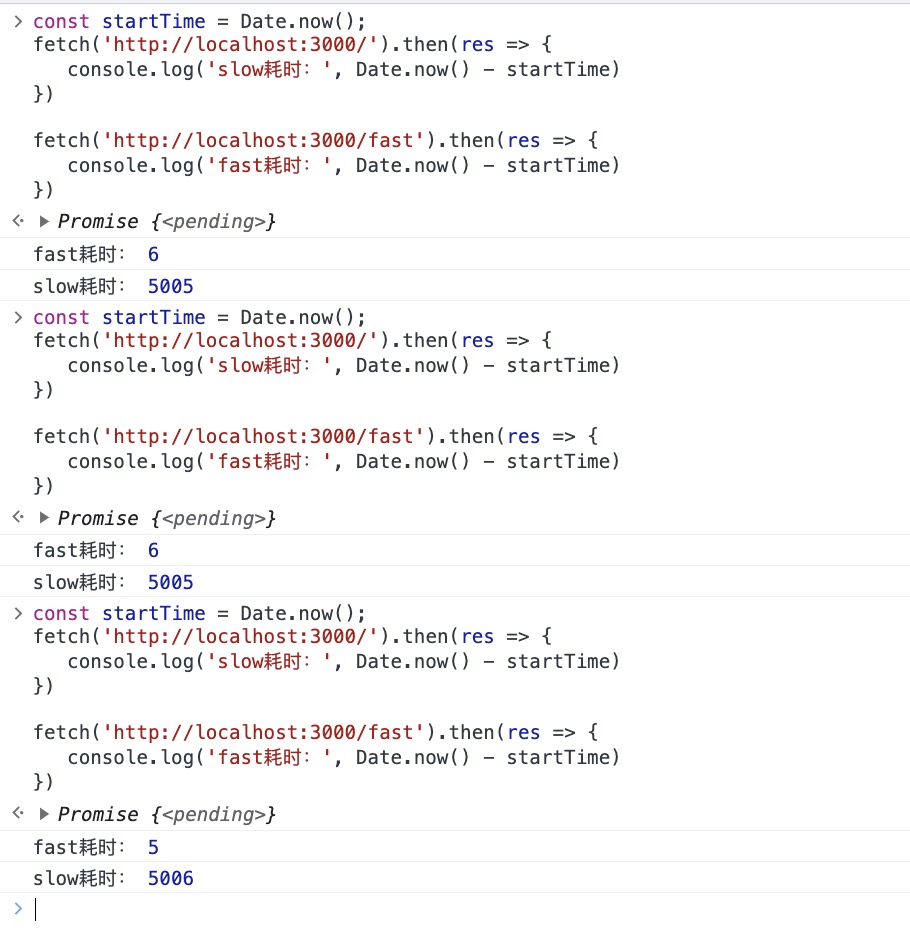 > const startTime = Date.now();
fetch('http://localhost:3000/').then(res => {
   console.log('slow耗时：', Date.now() - startTime)
})

fetch('http://localhost:3000/fast').then(res => {
   console.log('fast耗时：', Date.now() - startTime)
})
<· ▶ Promise {<pending>}
fast耗时： 6
slow耗时： 5005
> const startTime = Date.now();
fetch('http://localhost:3000/').then(res => {
   console.log('slow耗时：', Date.now() - startTime)
})

fetch('http://localhost:3000/fast').then(res => {
   console.log('fast耗时：', Date.now() - startTime)
})
<· ▶ Promise {<pending>}
fast耗时： 6
slow耗时： 5005
> const startTime = Date.now();
fetch('http://localhost:3000/').then(res => {
   console.log('slow耗时：', Date.now() - startTime)
})

fetch('http://localhost:3000/fast').then(res => {
   console.log('fast耗时：', Date.now() - startTime)
})
<· ▶ Promise {<pending>}
fast耗时： 5
slow耗时： 5006
>